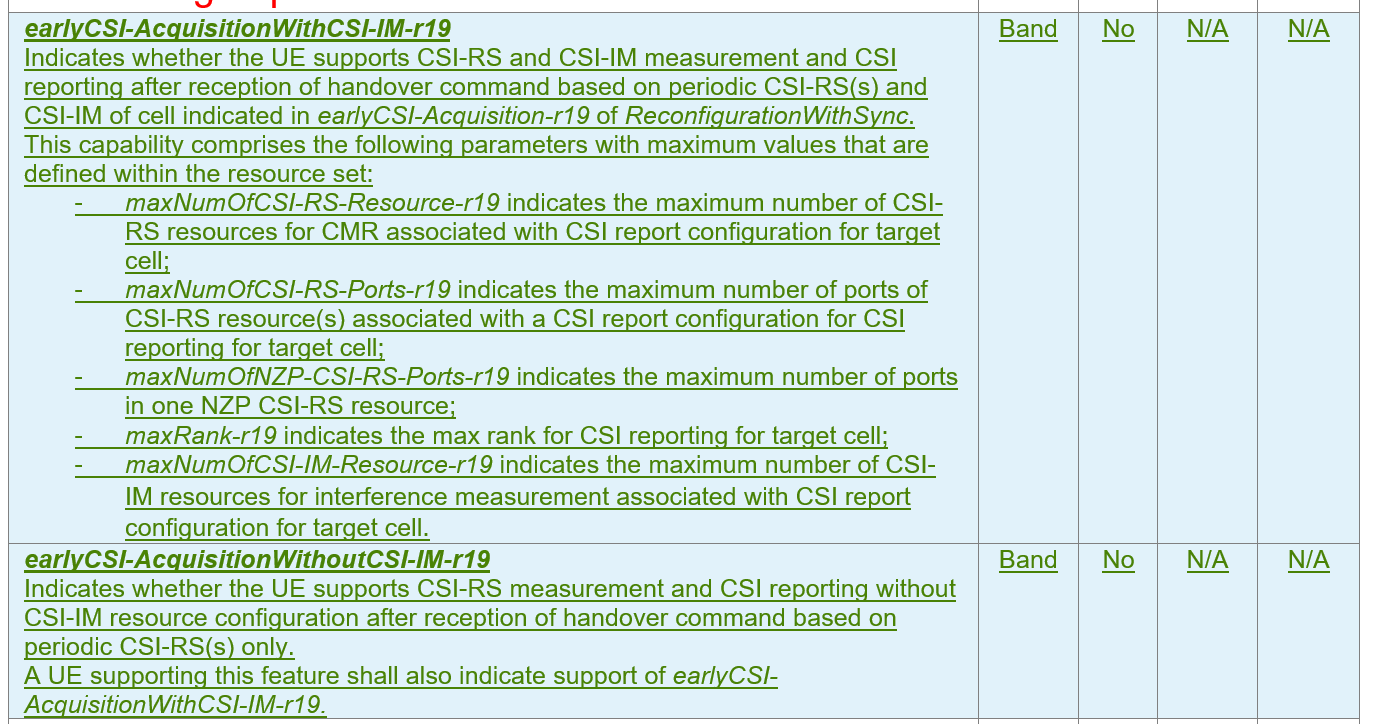 earlyCSI-AcquisitionWithCSI-IM-r19 Band No N/A N/A
Indicates whether the UE supports CSI-RS and CSI-IM measurement and CSI
reporting after reception of handover command based on periodic CSI-RS(s) and
CSI-IM of cell indicated in earlyCSI-Acquisition-r19 of ReconfigurationWithSync.
This capability comprises the following parameters with maximum values that are
defined within the resource set:
- maxNumOfCSI-RS-Resource-r19 indicates the maximum number of CSI-
RS resources for CMR associated with CSI report configuration for target
cell;
- maxNumOfCSI-RS-Ports-r19 indicates the maximum number of ports of
CSI-RS resource(s) associated with a CSI report configuration for CSI
reporting for target cell;
- maxNumOfNZP-CSI-RS-Ports-r19 indicates the maximum number of ports
in one NZP CSI-RS resource;
- maxRank-r19 indicates the max rank for CSI reporting for target cell;
- maxNumOfCSI-IM-Resource-r19 indicates the maximum number of CSI-
IM resources for interference measurement associated with CSI report
configuration for target cell.
earlyCSI-AcquisitionWithoutCSI-IM-r19 Band No N/A N/A
Indicates whether the UE supports CSI-RS measurement and CSI reporting without
CSI-IM resource configuration after reception of handover command based on
periodic CSI-RS(s) only.
A UE supporting this feature shall also indicate support of earlyCSI-
AcquisitionWithCSI-IM-r19.